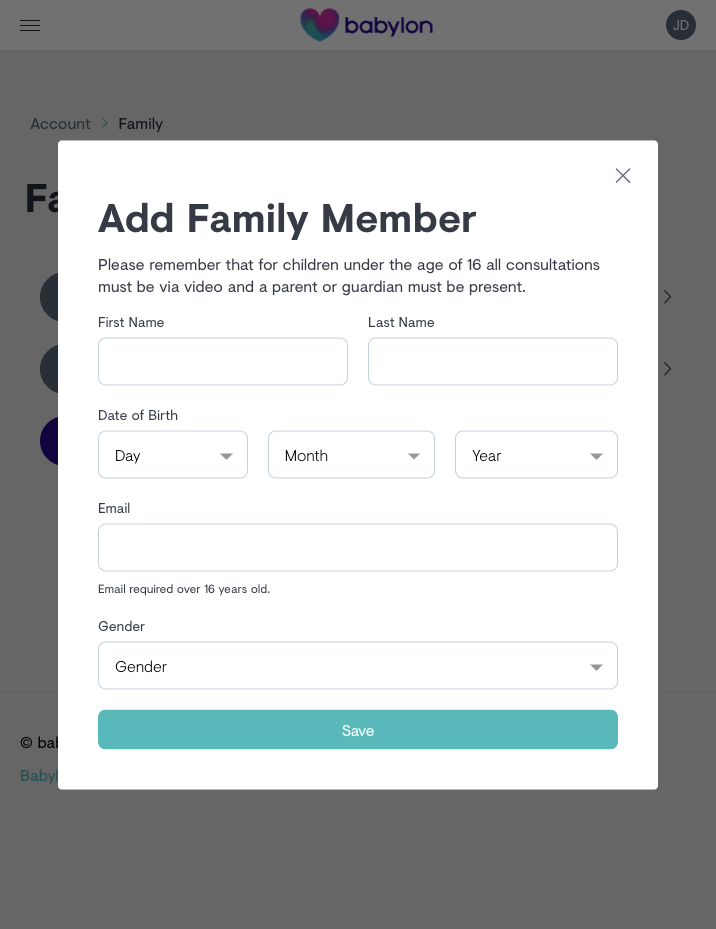 babylon
JD
Account > Family
Fa
Add Family Member
Please remember that for children under the age of 16 all consultations
must be via video and a parent or guardian must be present.
First Name Last Name
Date of Birth
Day Month Year
Email
Email required over 16 years old.
Gender
Gender
Save
© bab
Babyl